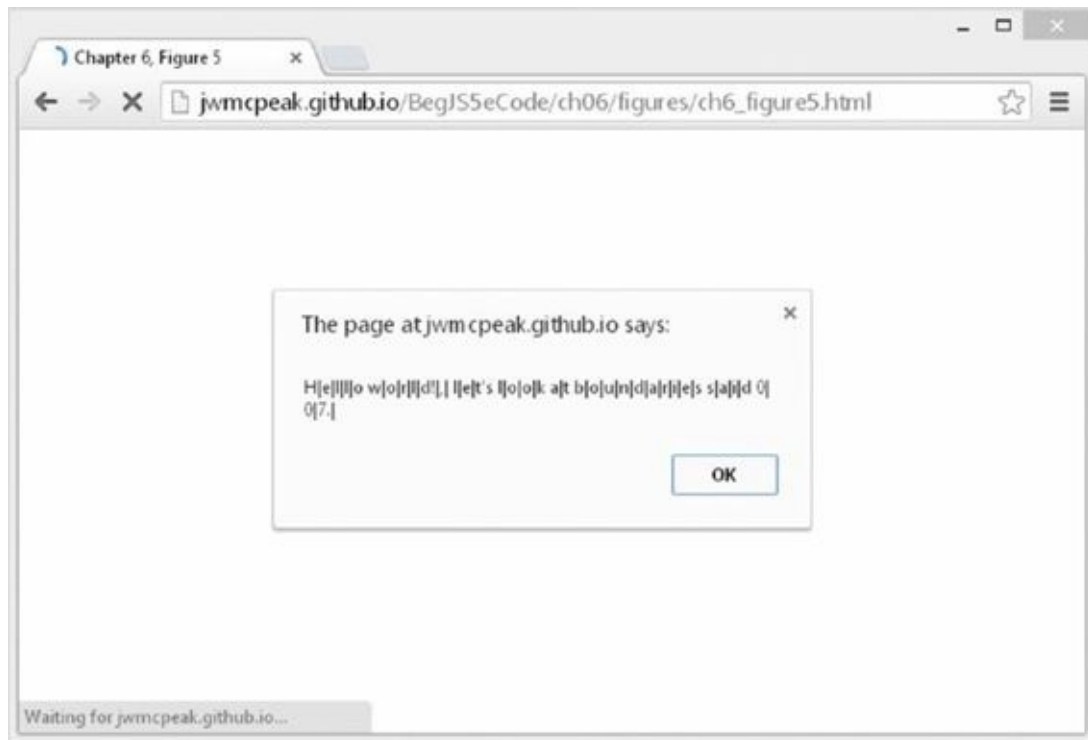 Chapter 6, Figure 5
jwmcpeak.github.io/BegJS5eCode/ch06/figures/ch6_figure5.html
The page at jwmcpeak.github.io says:
H|e|l|l|o w|o|r|l|d!|,| l|e|t's l|o|o|k a|t b|o|u|n|d|a|r|i|e|s s|a|i|d 0|
0|7.|
OK
Waiting for jwmcpeak.github.io...